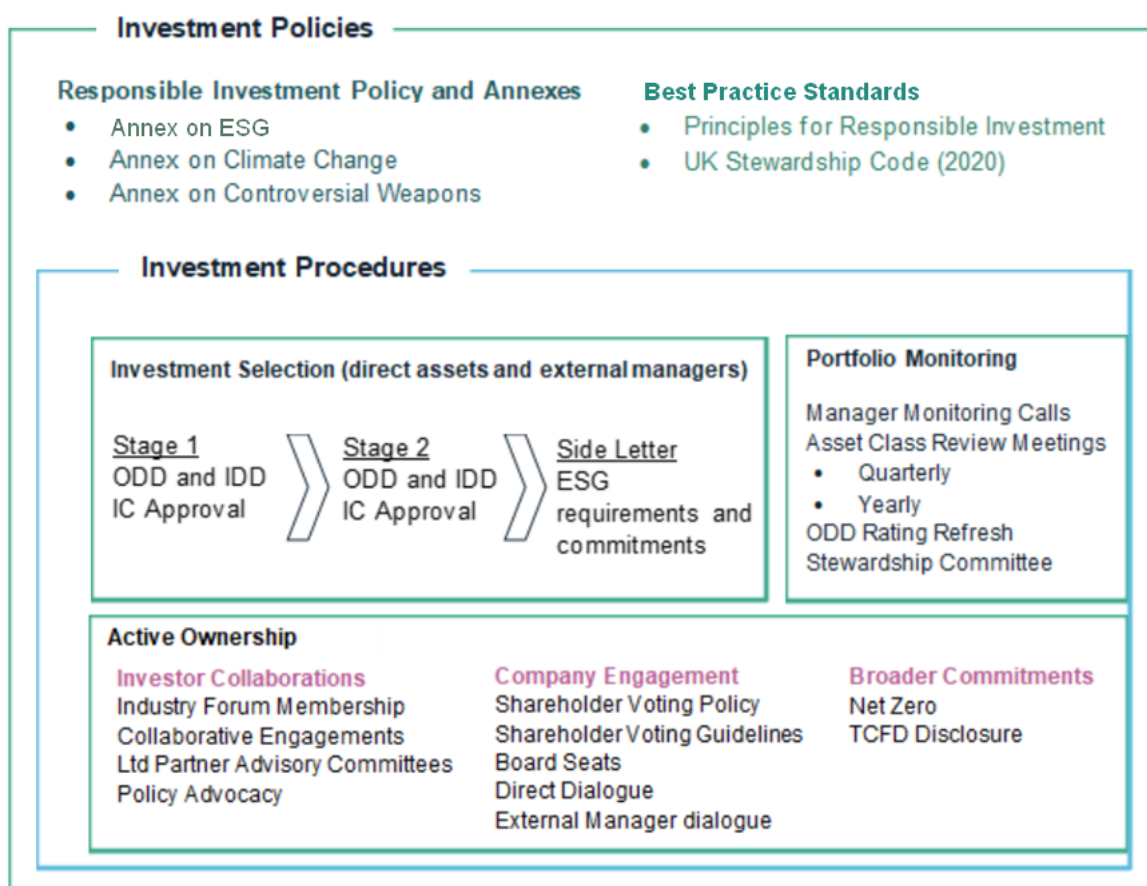 Investment Policies
Responsible Investment Policy and Annexes
• Annex on ESG
• Annex on Climate Change
• Annex on Controversial Weapons
Best Practice Standards
• Principles for Responsible Investment
• UK Stewardship Code (2020)
Investment Procedures
Investment Selection (direct assets and external managers)
Stage 1
ODD and IDD
IC Approval
Stage 2
ODD and IDD
IC Approval
Side Letter
ESG
requirements and
commitments
Portfolio Monitoring
Manager Monitoring Calls
Asset Class Review Meetings
• Quarterly
• Yearly
ODD Rating Refresh
Stewardship Committee
Active Ownership
Investor Collaborations
Industry Forum Membership
Collaborative Engagements
Ltd Partner Advisory Committees
Policy Advocacy
Company Engagement
Shareholder Voting Policy
Shareholder Voting Guidelines
Board Seats
Direct Dialogue
External Manager dialogue
Broader Commitments
Net Zero
TCFD Disclosure